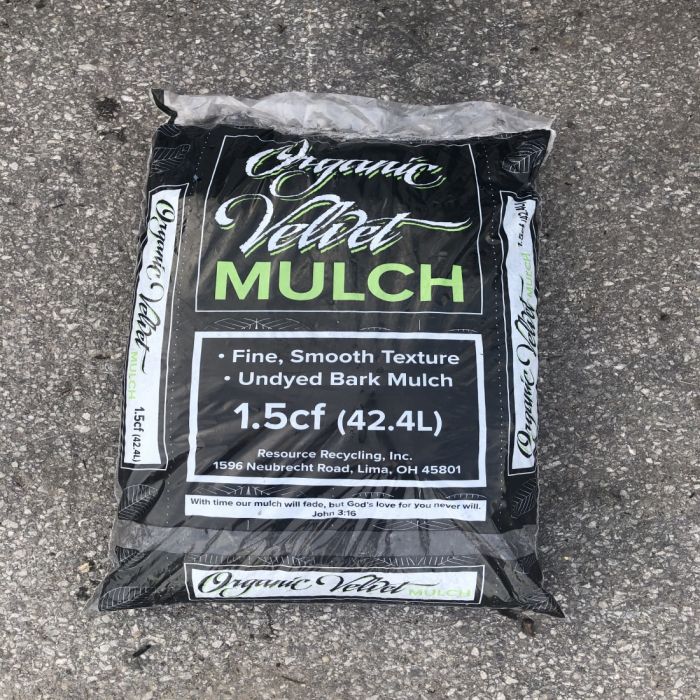 Organic
Velvet
MULCH
• Fine, Smooth Texture
• Undyed Bark Mulch
1.5cf (42.4L)
Resource Recycling, Inc.
1596 Neubrecht Road, Lima, OH 45801
With time our mulch will fade, but God's love for you never will.
John 3:16
Organic Velvet MULCH
Organic Velvet MULCH 1.5cf (42.4L)
Organic Velvet MULCH